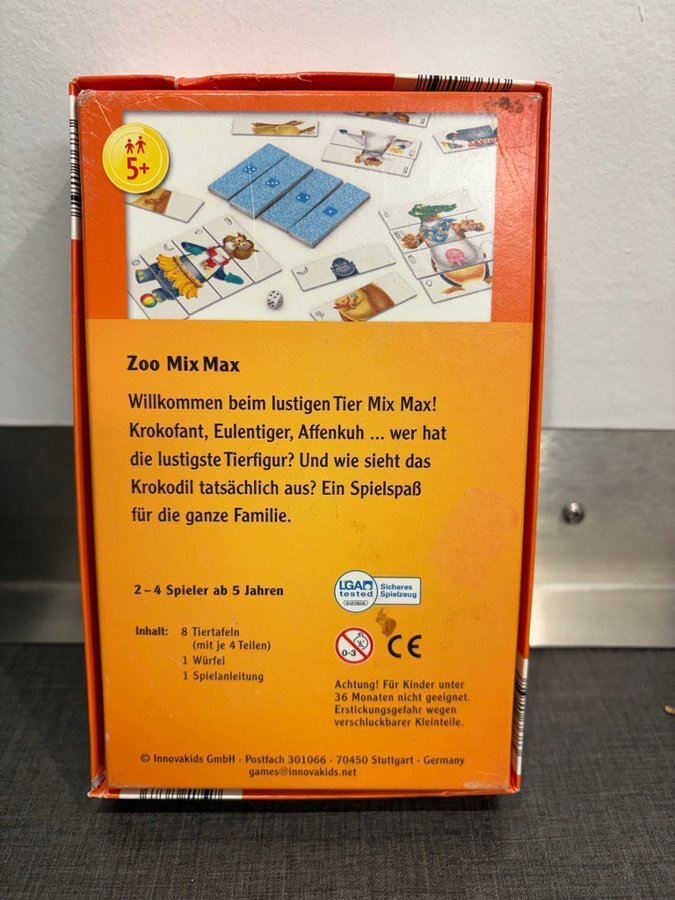 5+
Zoo Mix Max
Willkommen beim lustigen Tier Mix Max!
Krokofant, Eulentiger, Affenkuh ... wer hat
die lustigste Tierfigur? Und wie sieht das
Krokodil tatsächlich aus? Ein Spielspaß
für die ganze Familie.
2–4 Spieler ab 5 Jahren
Inhalt: 8 Tiertafeln
(mit je 4 Teilen)
1 Würfel
1 Spielanleitung
LGA tested
Sicheres
Spielzeug
0-3
CE
Achtung! Für Kinder unter
36 Monaten nicht geeignet.
Erstickungsgefahr wegen
verschluckbarer Kleinteile.
© Innovakids GmbH · Postfach 301066 · 70450 Stuttgart · Germany
games@innovakids.net